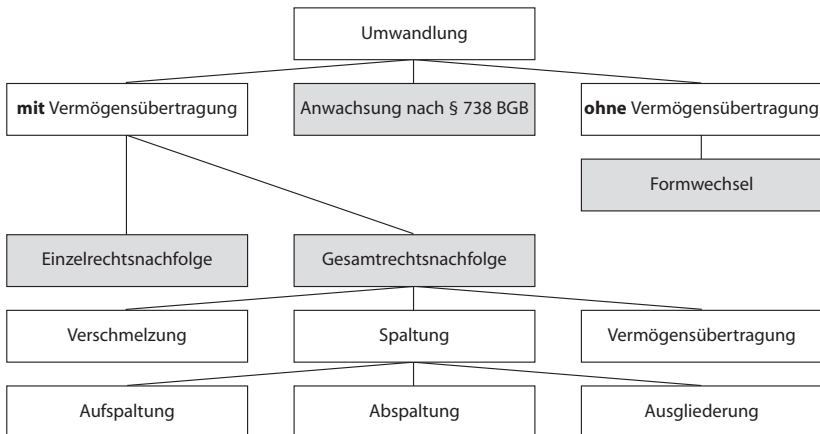 Umwandlung
mit Vermögensübertragung
Anwachsung nach § 738 BGB
ohne Vermögensübertragung
Formwechsel
Einzelrechtsnachfolge
Gesamtrechtsnachfolge
Verschmelzung
Spaltung
Vermögensübertragung
Aufspaltung
Abspaltung
Ausgliederung